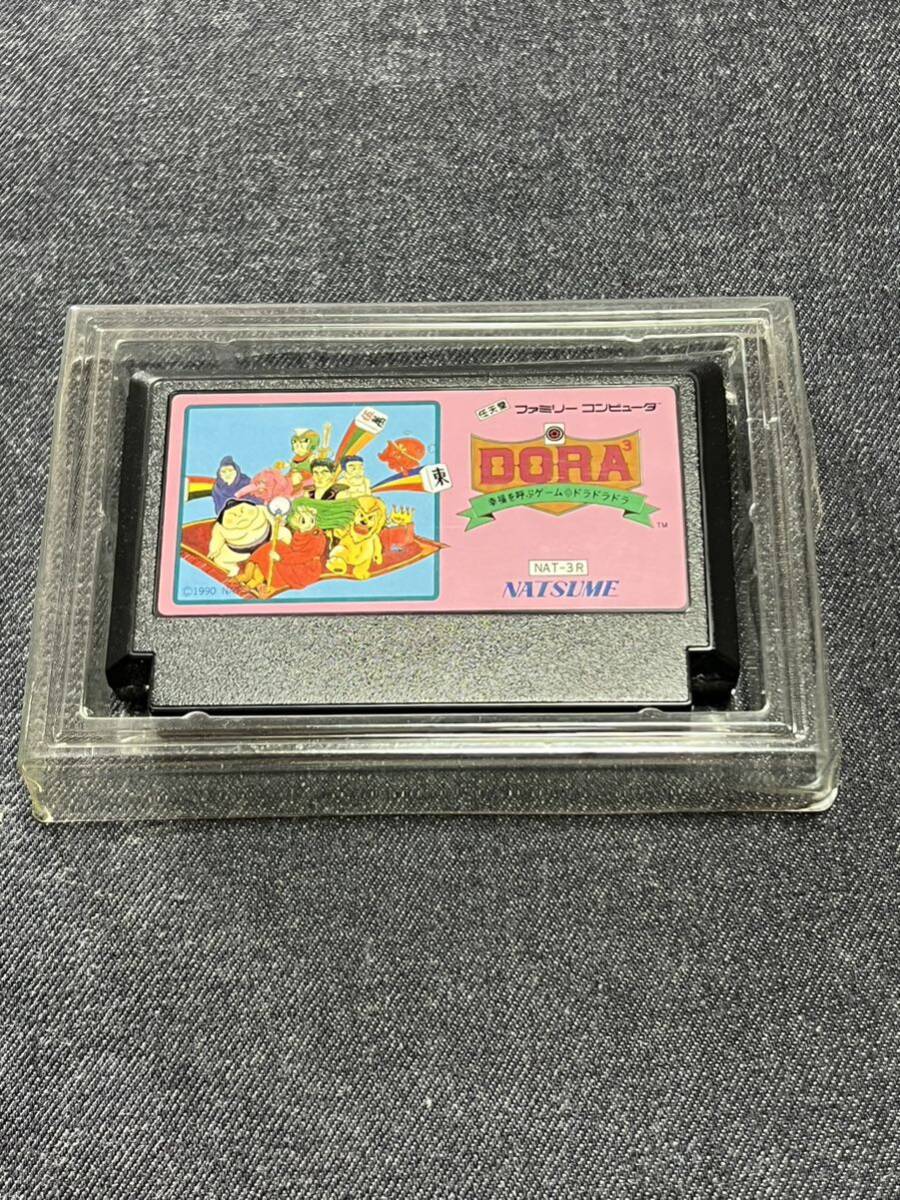 任天堂 ファミリー コンピュータ
DORA3
幸福を呼ぶゲーム◎ドラドラドラ
TM
NAT-3R
NATSUME
東
©1990 NATSUME